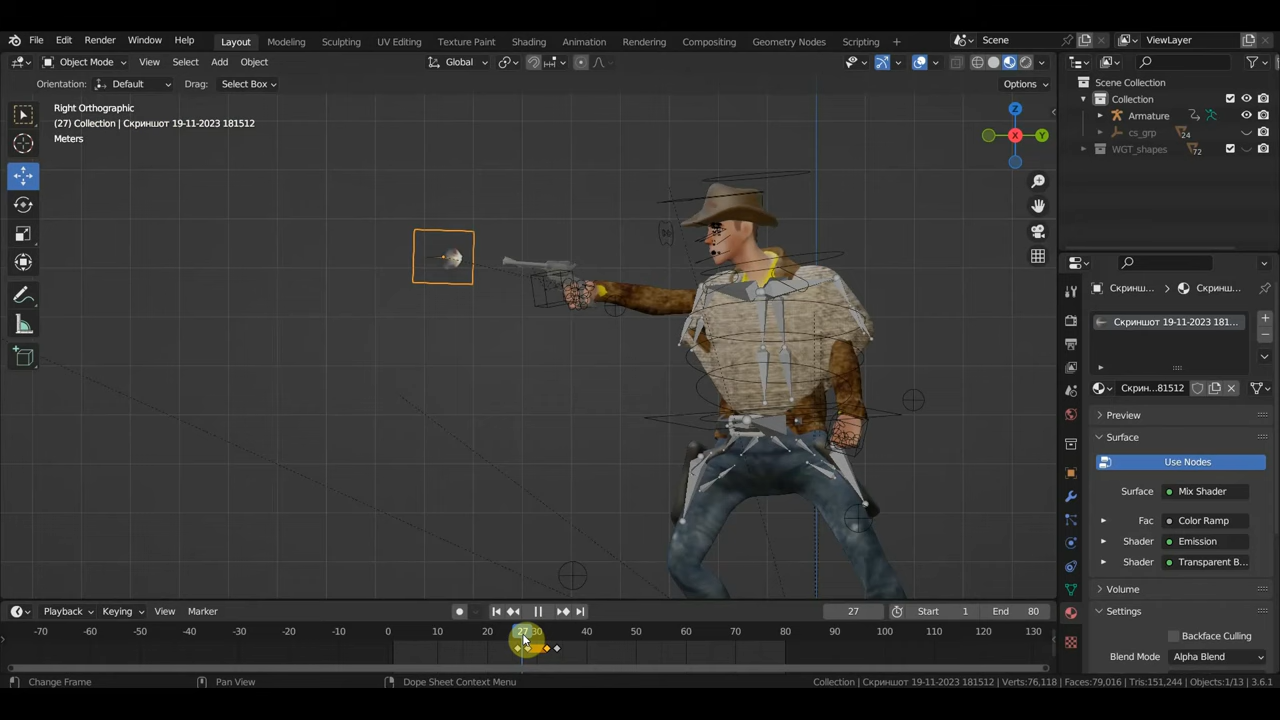 File Edit Render Window Help Layout Modeling Sculpting UV Editing Texture Paint Shading Animation Rendering Compositing Geometry Nodes Scripting + Scene ViewLayer
Object Mode View Select Add Object Global
Orientation: Default Drag: Select Box Options
Right Orthographic
(27) Collection | Скриншот 19-11-2023 181512
Meters
Z
X
Y
Scene Collection
Collection
Armature
cs_grp 24
WGT_shapes 72
Скринш... Скринш...
Скриншот 19-11-2023 181...
Скрин...81512
Preview
Surface
Use Nodes
Surface Mix Shader
Fac Color Ramp
Shader Emission
Shader Transparent B...
Volume
Settings
Backface Culling
Blend Mode Alpha Blend
Playback Keying View Marker 27 Start 1 End 80
-70 -60 -50 -40 -30 -20 -10 0 10 20 27 30 40 50 60 70 80 90 100 110 120 130
Change Frame Pan View Dope Sheet Context Menu Collection | Скриншот 19-11-2023 181512 | Verts:76,118 | Faces:79,016 | Tris:151,244 | Objects:1/13 | 3.6.1